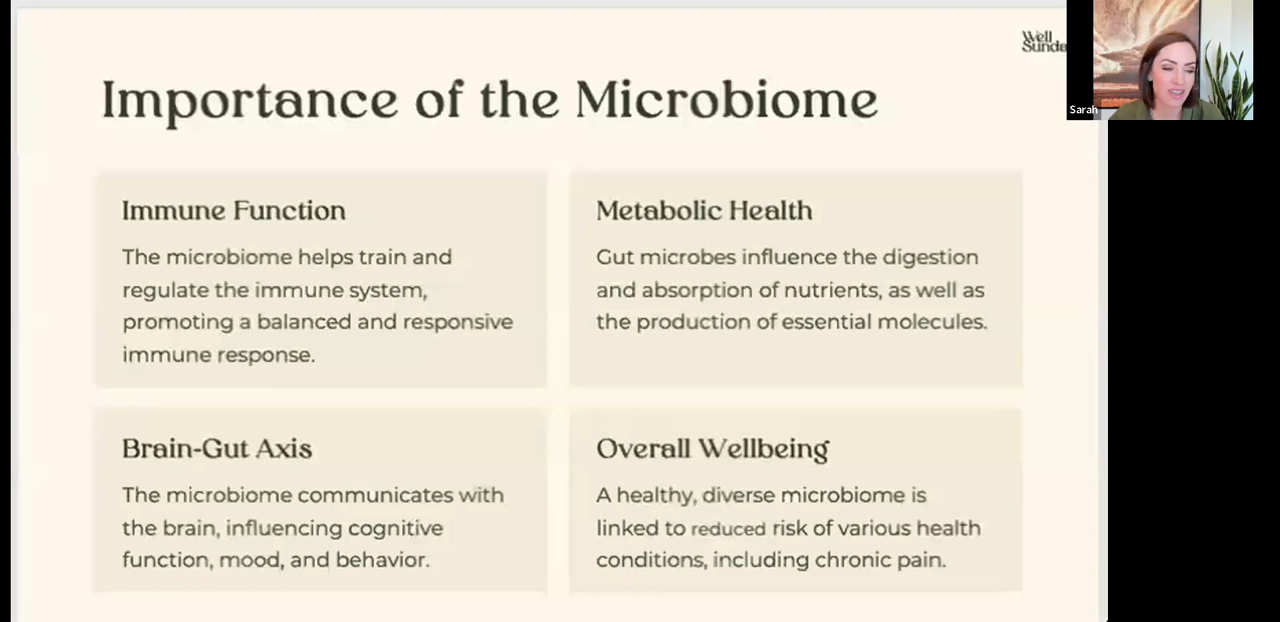 Well
Importance of the Microbiome
Sarah
Immune Function
The microbiome helps train and
regulate the immune system,
promoting a balanced and responsive
immune response.
Metabolic Health
Gut microbes influence the digestion
and absorption of nutrients, as well as
the production of essential molecules.
Brain-Gut Axis
The microbiome communicates with
the brain, influencing cognitive
function, mood, and behavior.
Overall Wellbeing
A healthy, diverse microbiome is
linked to reduced risk of various health
conditions, including chronic pain.